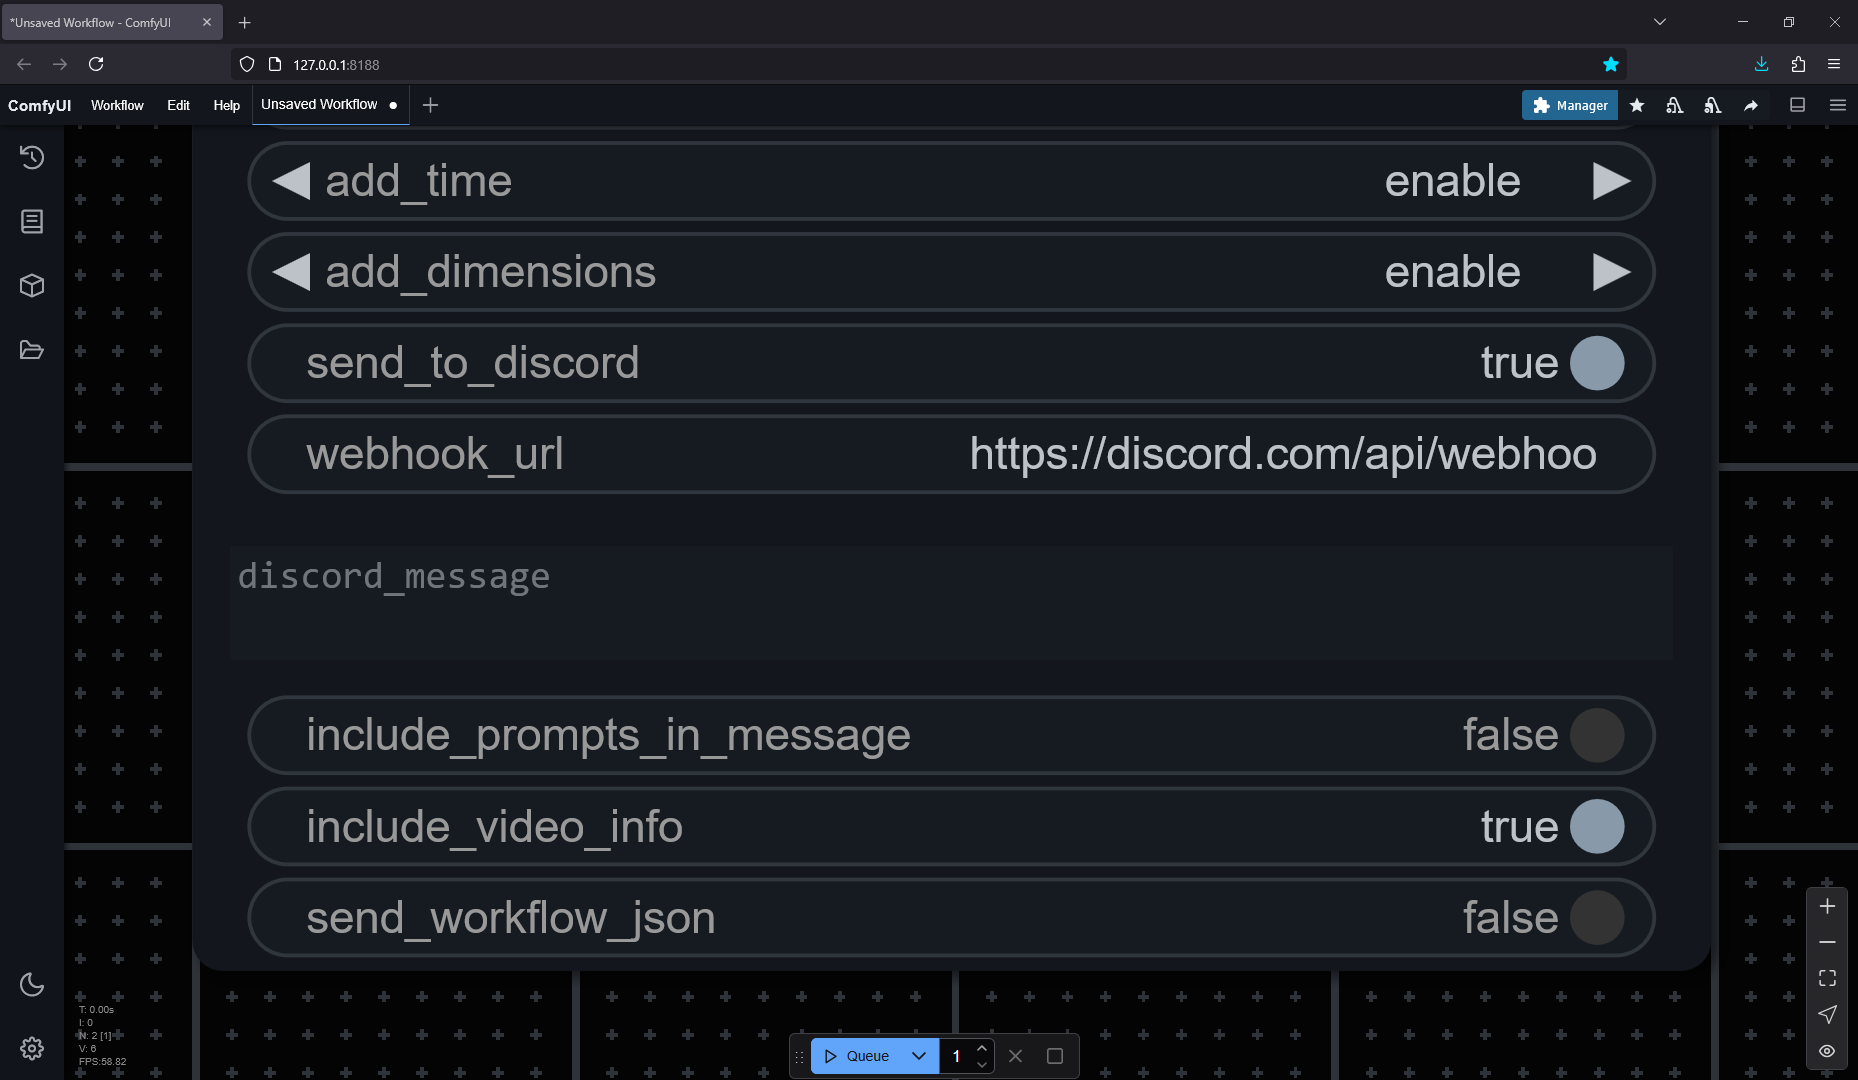 *Unsaved Workflow - ComfyUI
127.0.0.1:8188
ComfyUI Workflow Edit Help Unsaved Workflow Manager
add_time enable
add_dimensions enable
send_to_discord true
webhook_url https://discord.com/api/webhoo
discord_message
include_prompts_in_message false
include_video_info true
send_workflow_json false
T: 0.00s
I: 0
N: 2 [1]
V: 6
FPS:58.82
Queue 1